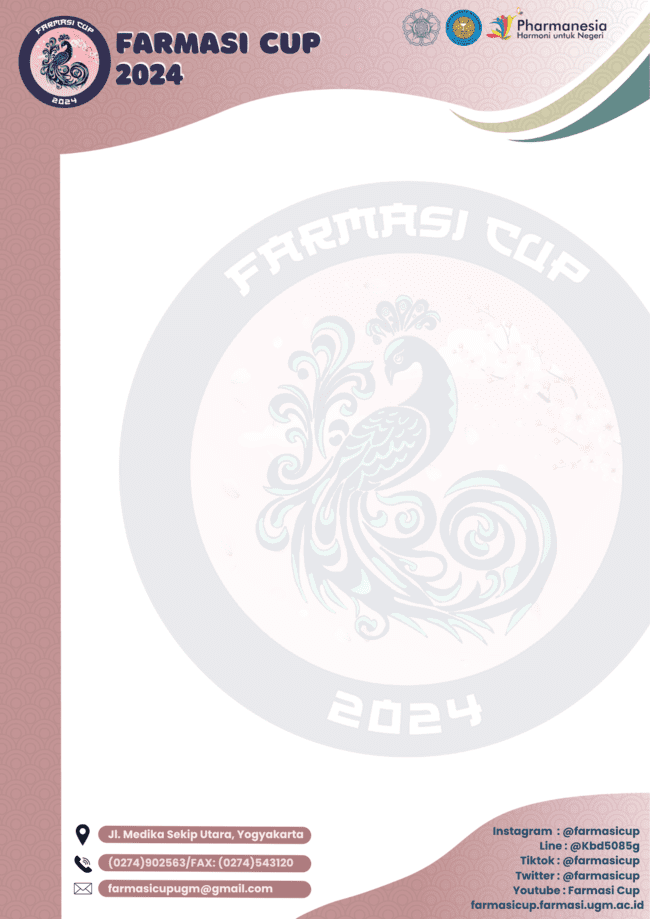 FARMASI CUP
2024
FARMASI CUP
2024
Pharmanesia
Harmoni untuk Negeri
FARMASI CUP
2024
Jl. Medika Sekip Utara, Yogyakarta
(0274)902563/FAX: (0274)543120
farmasicupugm@gmail.com
Instagram : @farmasicup
Line : @Kbd5085g
Tiktok : @farmasicup
Twitter : @farmasicup
Youtube : Farmasi Cup
farmasicup.farmasi.ugm.ac.id